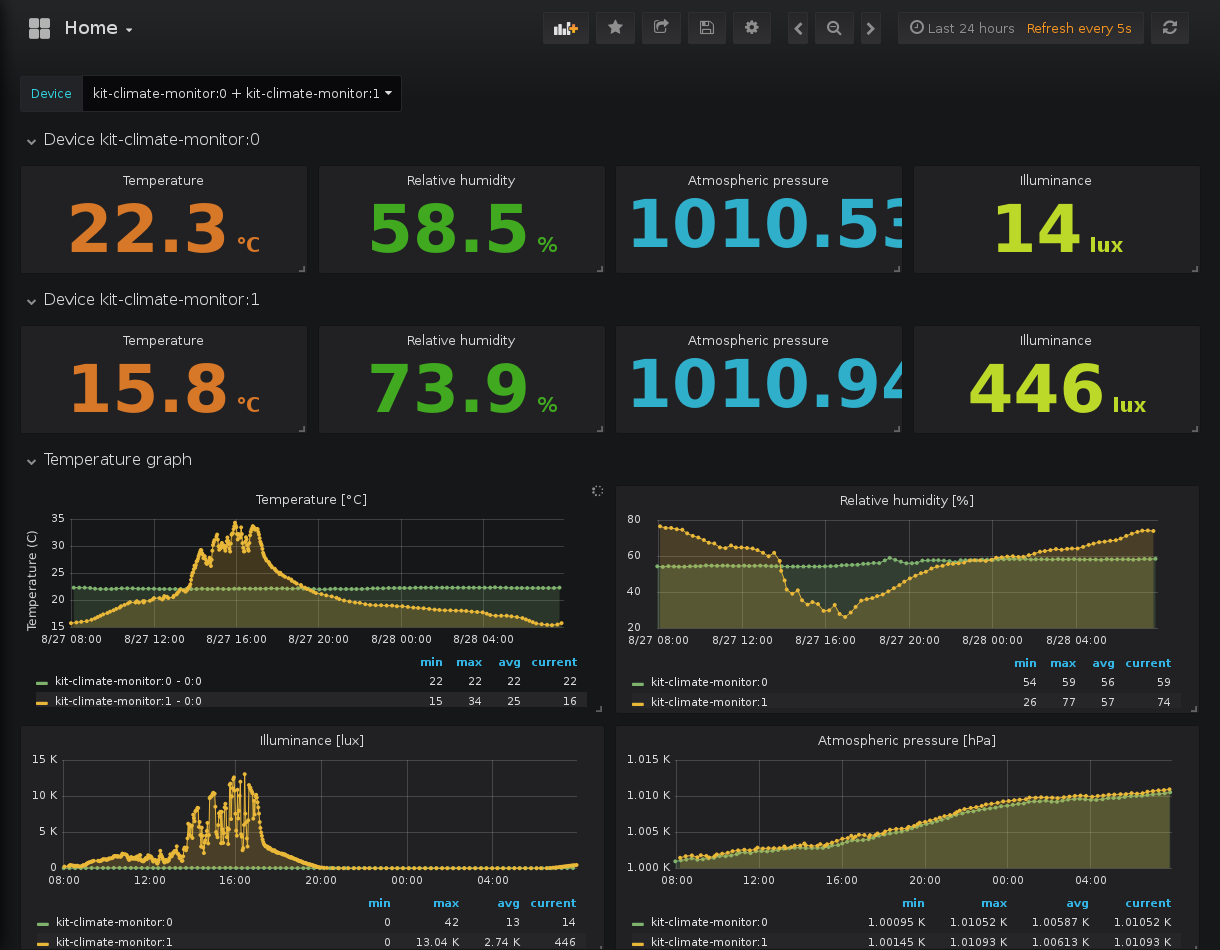 Home
Last 24 hours Refresh every 5s
Device kit-climate-monitor:0 + kit-climate-monitor:1
Device kit-climate-monitor:0
Temperature Relative humidity Atmospheric pressure Illuminance
22.3 °C 58.5 % 1010.53 14 lux
Device kit-climate-monitor:1
Temperature Relative humidity Atmospheric pressure Illuminance
15.8 °C 73.9 % 1010.94 446 lux
Temperature graph
Temperature [°C]
Temperature (C)
35
30
25
20
15
8/27 08:00 8/27 12:00 8/27 16:00 8/27 20:00 8/28 00:00 8/28 04:00
min max avg current
kit-climate-monitor:0 - 0:0 22 22 22 22
kit-climate-monitor:1 - 0:0 15 34 25 16
Relative humidity [%]
80
60
40
20
8/27 08:00 8/27 12:00 8/27 16:00 8/27 20:00 8/28 00:00 8/28 04:00
min max avg current
kit-climate-monitor:0 54 59 56 59
kit-climate-monitor:1 26 77 57 74
Illuminance [lux]
15 K
10 K
5 K
0
08:00 12:00 16:00 20:00 00:00 04:00
min max avg current
kit-climate-monitor:0 0 42 13 14
kit-climate-monitor:1 0 13.04 K 2.74 K 446
Atmospheric pressure [hPa]
1.015 K
1.010 K
1.005 K
1.000 K
08:00 12:00 16:00 20:00 00:00 04:00
min max avg current
kit-climate-monitor:0 1.00095 K 1.01052 K 1.00587 K 1.01052 K
kit-climate-monitor:1 1.00145 K 1.01093 K 1.00613 K 1.01093 K